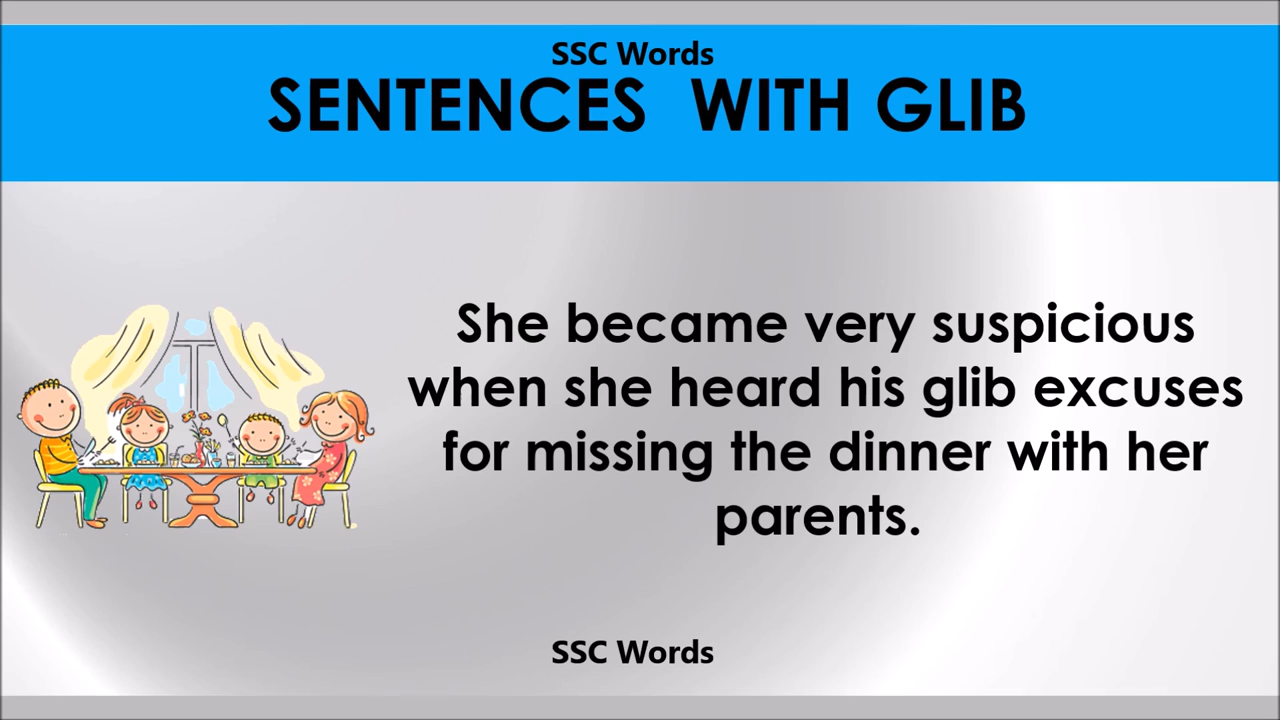 SSC Words
SENTENCES WITH GLIB
She became very suspicious
when she heard his glib excuses
for missing the dinner with her
parents.
SSC Words